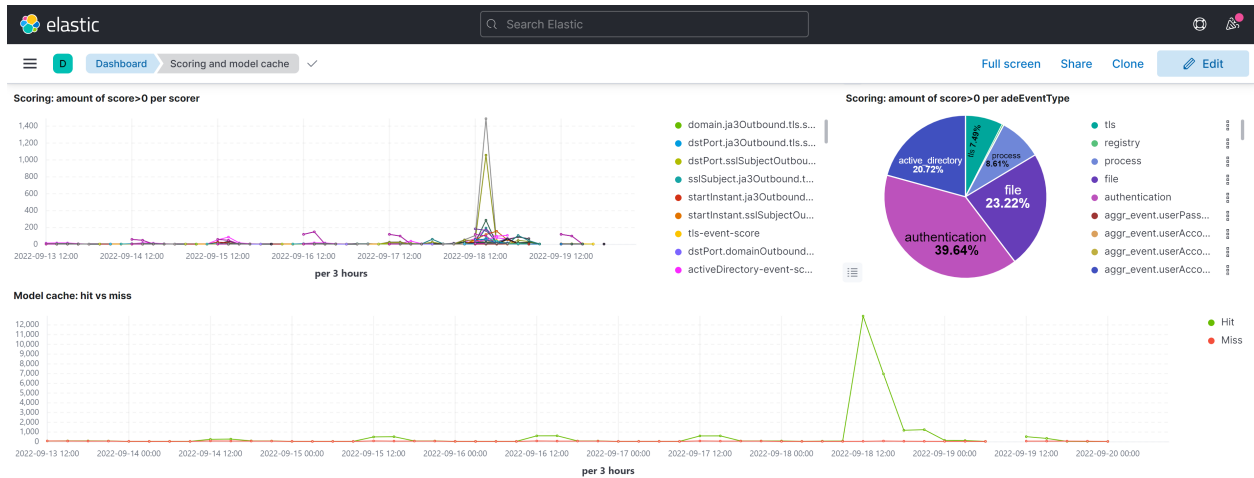 elastic
Search Elastic
D
Dashboard
Scoring and model cache
Full screen
Share
Clone
Edit
Scoring: amount of score>0 per scorer
1,400
1,200
1,000
800
600
400
200
0
2022-09-13 12:00
2022-09-14 12:00
2022-09-15 12:00
2022-09-16 12:00
2022-09-17 12:00
2022-09-18 12:00
2022-09-19 12:00
per 3 hours
domain.ja3Outbound.tls.s...
dstPort.ja3Outbound.tls.s...
dstPort.sslSubjectOutbou...
sslSubject.ja3Outbound.t...
startInstant.ja3Outbound...
startInstant.sslSubjectOu...
tls-event-score
dstPort.domainOutbound...
activeDirectory-event-sc...
Scoring: amount of score>0 per adeEventType
tls 7.49%
process
8.61%
file
23.22%
authentication
39.64%
active_directory
20.72%
tls
registry
process
file
authentication
aggr_event.userPass...
aggr_event.userAcco...
aggr_event.userAcco...
aggr_event.userAcco...
Model cache: hit vs miss
12,000
11,000
10,000
9,000
8,000
7,000
6,000
5,000
4,000
3,000
2,000
1,000
0
2022-09-13 12:00
2022-09-14 00:00
2022-09-14 12:00
2022-09-15 00:00
2022-09-15 12:00
2022-09-16 00:00
2022-09-16 12:00
2022-09-17 00:00
2022-09-17 12:00
2022-09-18 00:00
2022-09-18 12:00
2022-09-19 00:00
2022-09-19 12:00
2022-09-20 00:00
per 3 hours
Hit
Miss